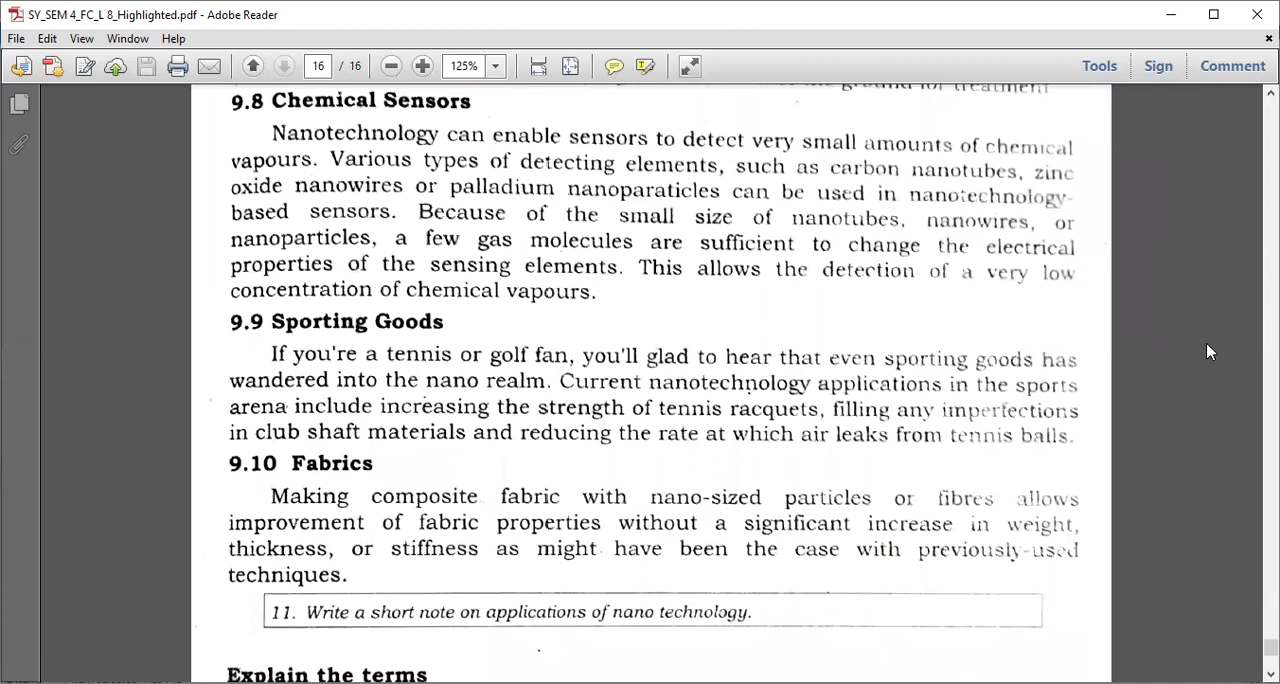 SY_SEM 4_FC_L 8_Highlighted.pdf - Adobe Reader
File Edit View Window Help
16 / 16 125% Tools Sign Comment
the ground for treatment
9.8 Chemical Sensors
Nanotechnology can enable sensors to detect very small amounts of chemical
vapours. Various types of detecting elements, such as carbon nanotubes, zinc
oxide nanowires or palladium nanoparaticles can be used in nanotechnology-
based sensors. Because of the small size of nanotubes, nanowires, or
nanoparticles, a few gas molecules are sufficient to change the electrical
properties of the sensing elements. This allows the detection of a very low
concentration of chemical vapours.
9.9 Sporting Goods
If you're a tennis or golf fan, you'll glad to hear that even sporting goods has
wandered into the nano realm. Current nanotechnology applications in the sports
arena include increasing the strength of tennis racquets, filling any imperfections
in club shaft materials and reducing the rate at which air leaks from tennis balls.
9.10 Fabrics
Making composite fabric with nano-sized particles or fibres allows
improvement of fabric properties without a significant increase in weight,
thickness, or stiffness as might have been the case with previously-used
techniques.
11. Write a short note on applications of nano technology.
Explain the terms